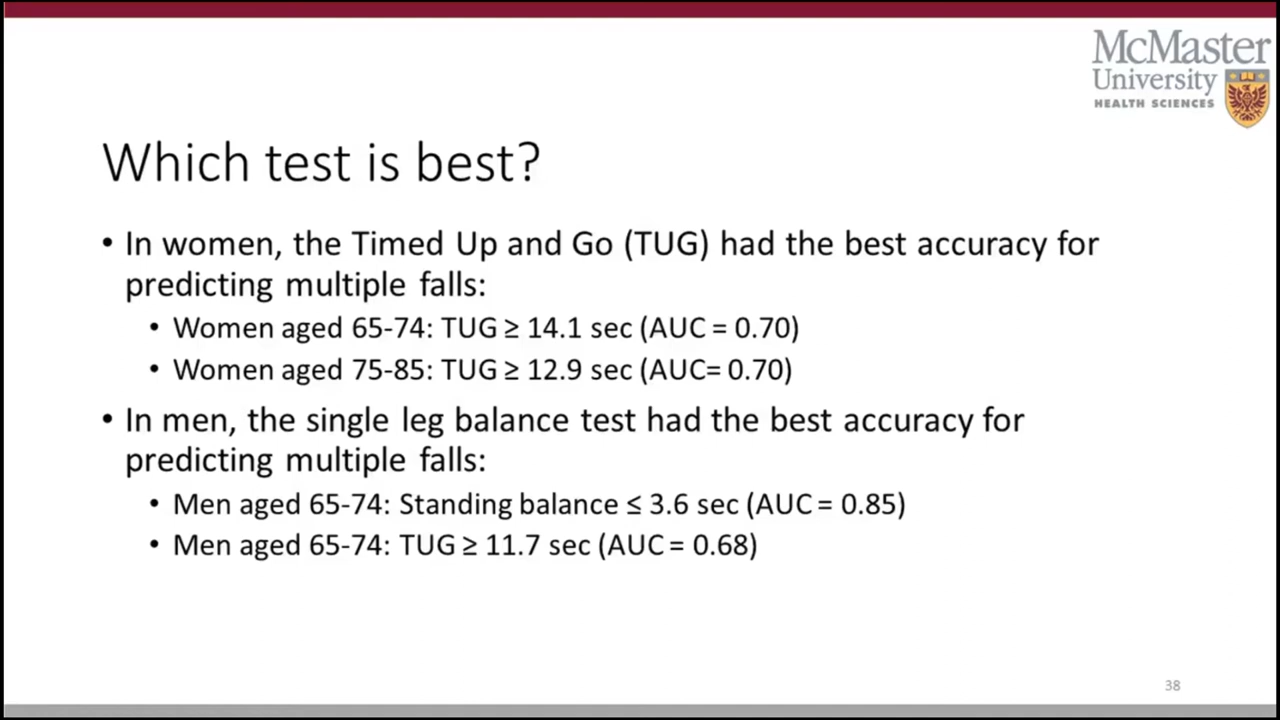 McMaster
University
HEALTH SCIENCES
Which test is best?
• In women, the Timed Up and Go (TUG) had the best accuracy for
predicting multiple falls:
• Women aged 65-74: TUG ≥ 14.1 sec (AUC = 0.70)
• Women aged 75-85: TUG ≥ 12.9 sec (AUC= 0.70)
• In men, the single leg balance test had the best accuracy for
predicting multiple falls:
• Men aged 65-74: Standing balance ≤ 3.6 sec (AUC = 0.85)
• Men aged 65-74: TUG ≥ 11.7 sec (AUC = 0.68)
38